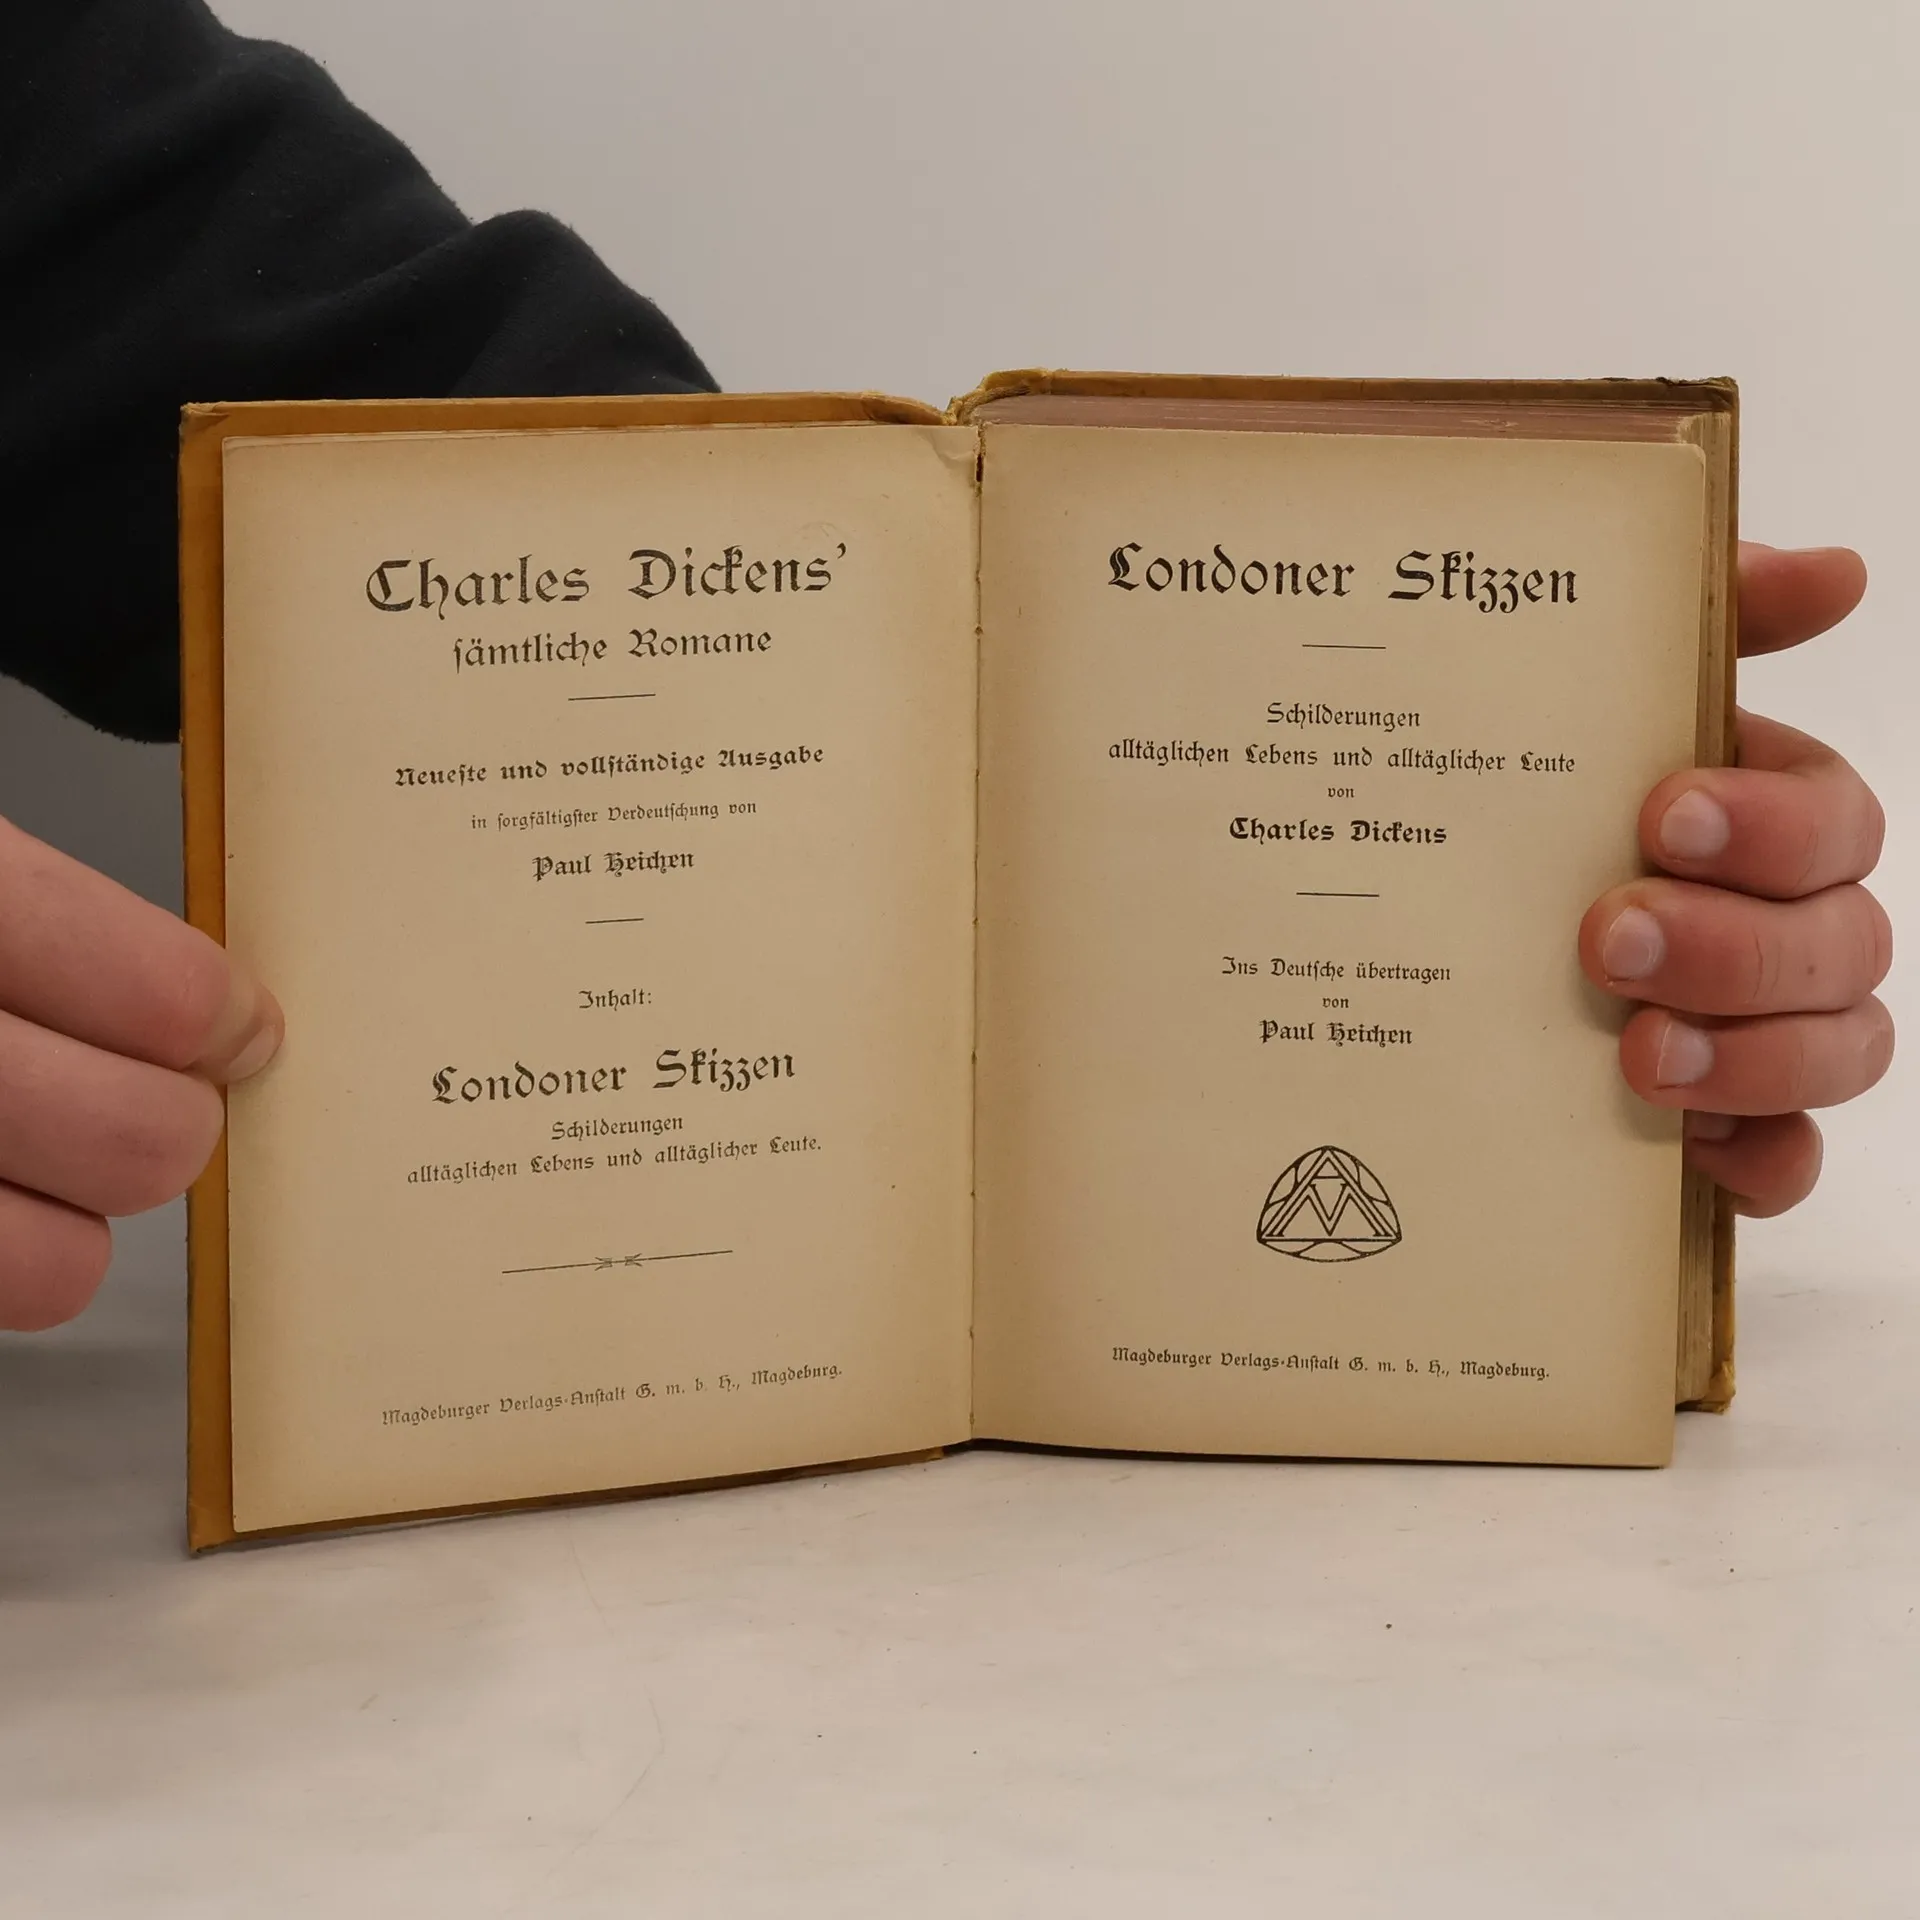 Charles Dickens’
ſämtliche Romane
Neueſte und vollſtändige Ausgabe
in ſorgfältigſter Verdeutſchung von
Paul Heichen
Inhalt:
Londoner Skizzen
Schilderungen
alltäglichen Lebens und alltäglicher Leute.
Magdeburger Verlags-Anſtalt G. m. b. H., Magdeburg.
Londoner Skizzen
Schilderungen
alltäglichen Lebens und alltäglicher Leute
von
Charles Dickens
Ins Deutſche übertragen
von
Paul Heichen
AVM
Magdeburger Verlags-Anſtalt G. m. b. H., Magdeburg.